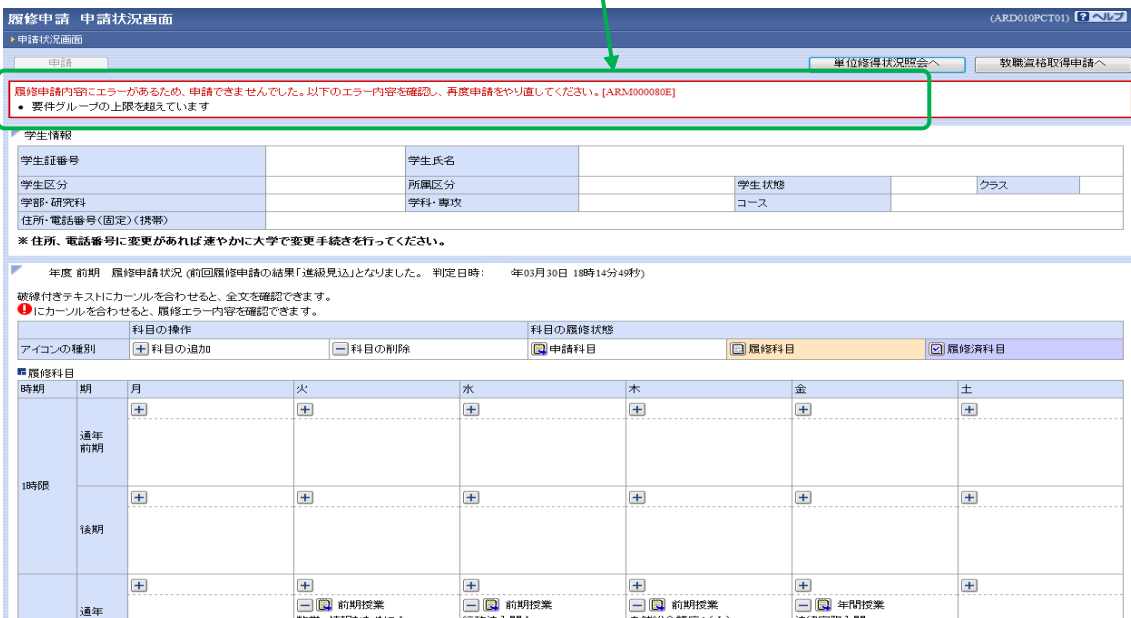 履修申請 申請状況画面
(ARD010PCT01) ? ヘルプ
申請状況画面
申請 単位修得状況照会へ 教職資格取得申請へ
履修申請内容にエラーがあるため、申請できませんでした。以下のエラー内容を確認し、再度申請をやり直してください。[ARM000080E]
• 要件グループの上限を超えています
学生情報
学生証番号 学生氏名
学生区分 所属区分 学生状態 クラス
学部・研究科 学科・専攻 コース
住所・電話番号(固定)(携帯)
※住所、電話番号に変更があれば速やかに大学で変更手続きを行ってください。
年度 前期 履修申請状況 (前回履修申請の結果「進級見込」となりました。 判定日時: 年03月30日 18時14分49秒)
破線付きテキストにカーソルを合わせると、全文を確認できます。
にカーソルを合わせると、履修エラー内容を確認できます。
科目の操作 科目の履修状態
アイコンの種別 科目の追加 科目の削除 申請科目 履修科目 履修済科目
履修科目
時期 期 月 火 水 木 金 土
通年
前期
1時限
後期
通年
前期授業 前期授業 前期授業 年間授業